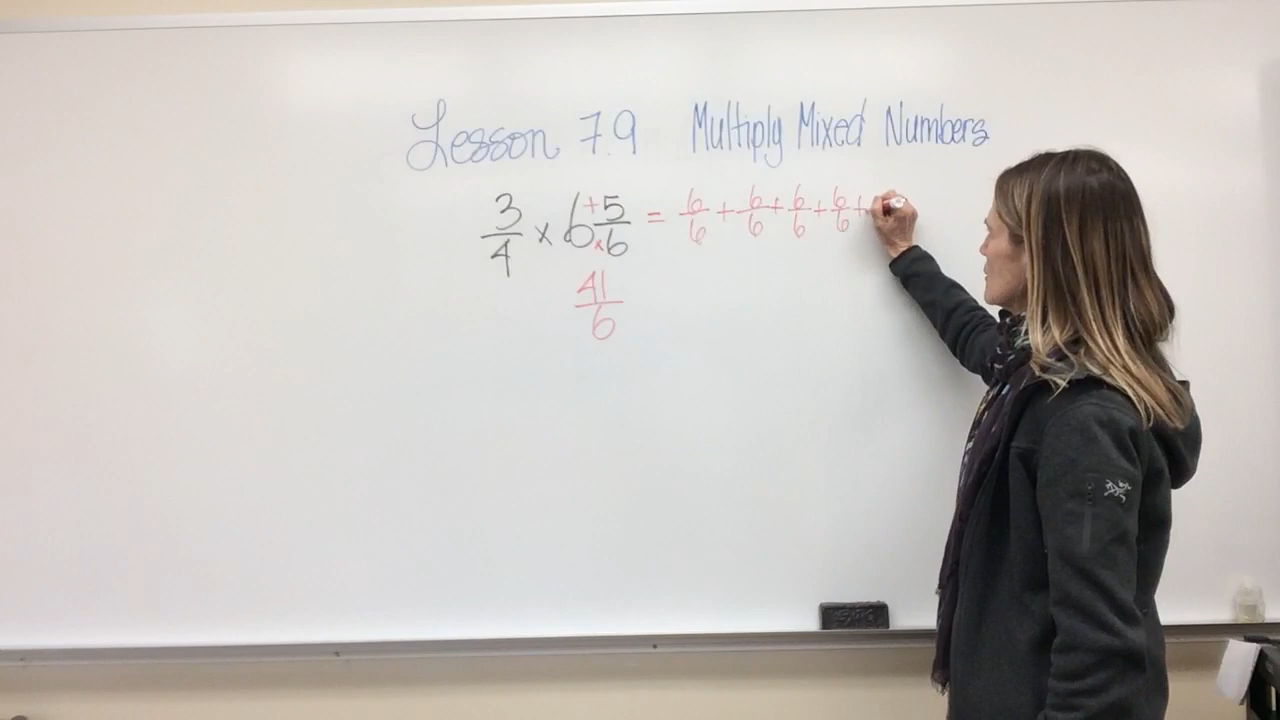 Lesson 7.9 Multiply Mixed Numbers
3/4 x 6 + 5/x6 = 6/6 + 6/6 + 6/6 + 6/6 +
41/6